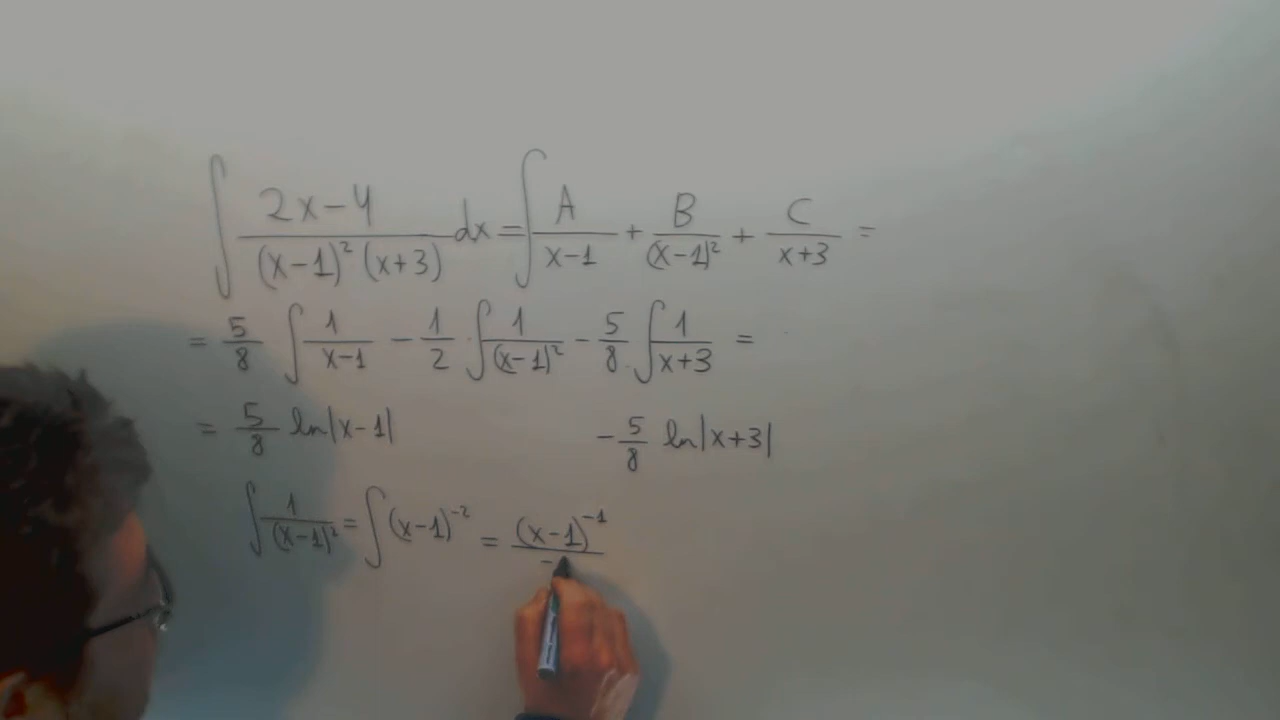 ∫ (2x-4)/((x-1)²(x+3)) dx = ∫ A/(x-1) + B/(x-1)² + C/(x+3) =
= 5/8 ∫ 1/(x-1) - 1/2 · ∫ 1/(x-1)² - 5/8 · ∫ 1/(x+3) =
= 5/8 ln|x-1| - 5/8 ln|x+3|
∫ 1/(x-1)² = ∫ (x-1)⁻² = (x-1)⁻¹/-